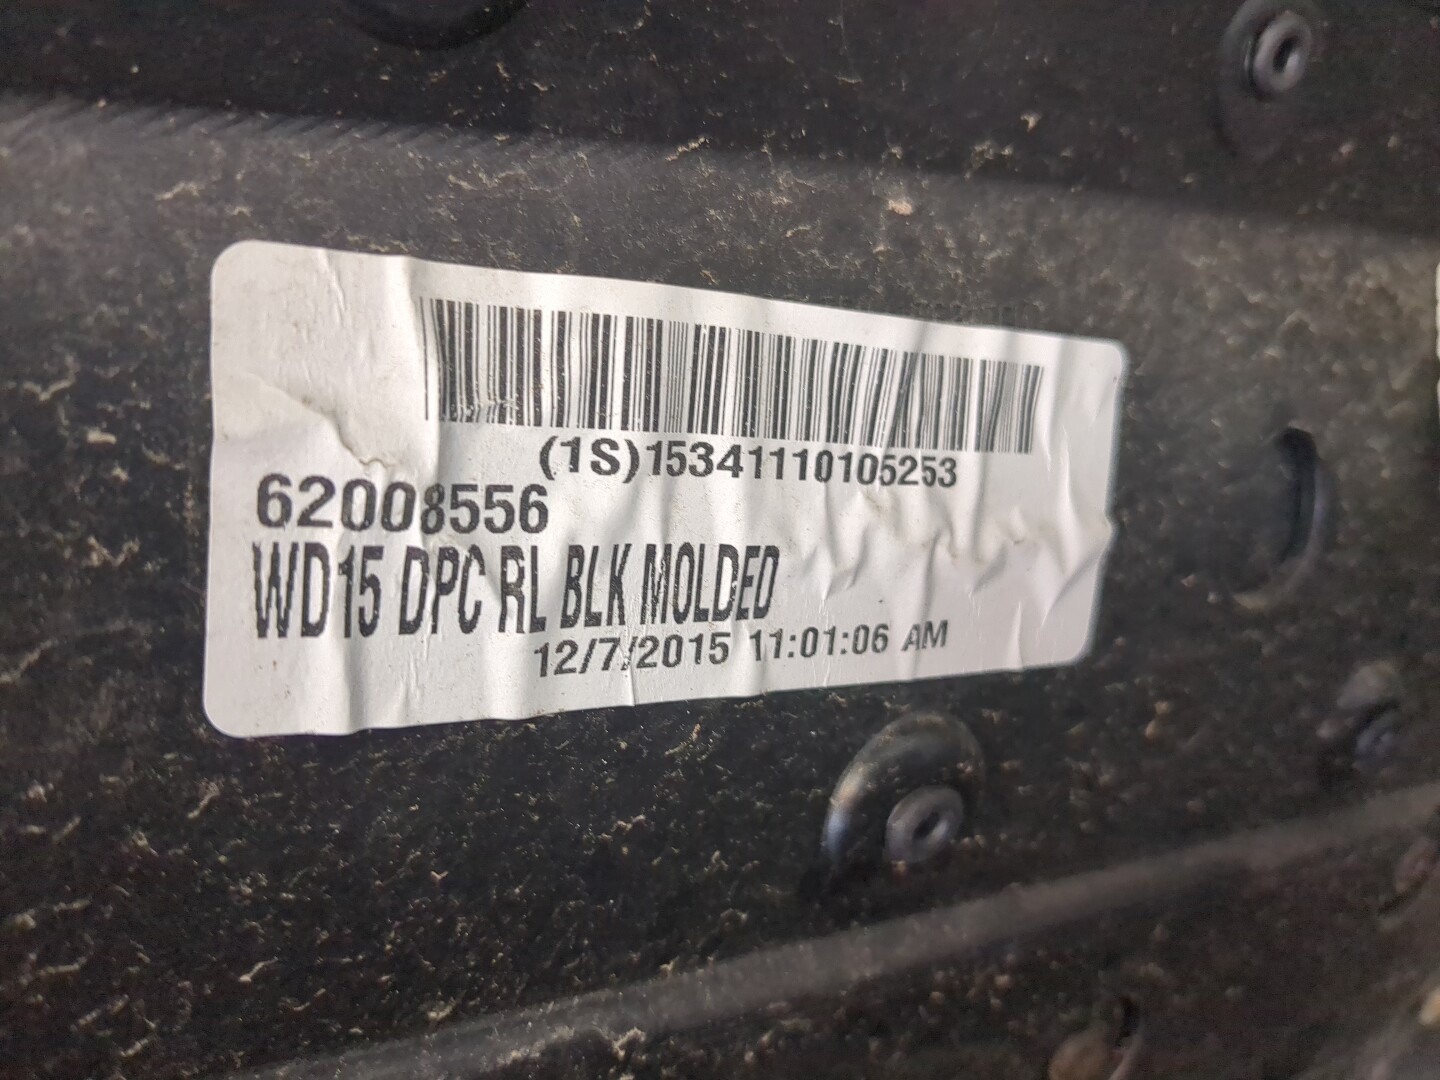 (1S)15341110105253
62008556
WD15 DPC RL BLK MOLDED
12/7/2015 11:01:06 AM